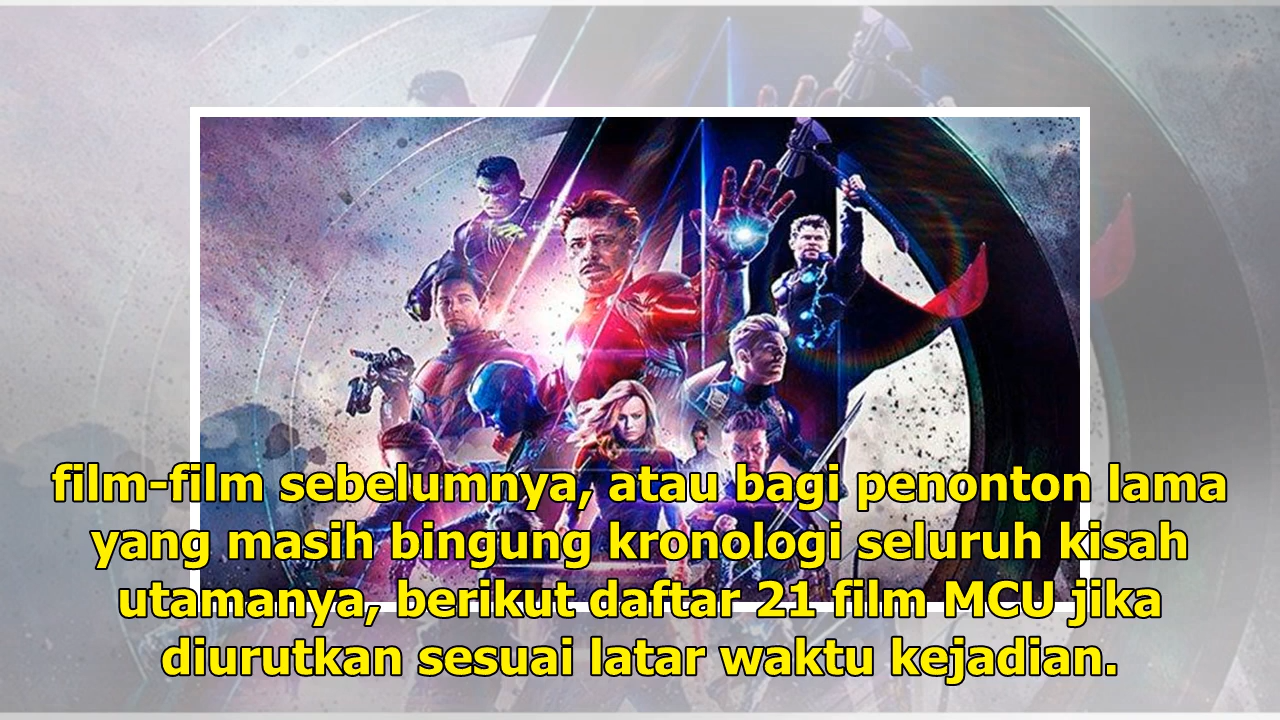 film-film sebelumnya, atau bagi penonton lama
yang masih bingung kronologi seluruh kisah
utamanya, berikut daftar 21 film MCU jika
diurutkan sesuai latar waktu kejadian.